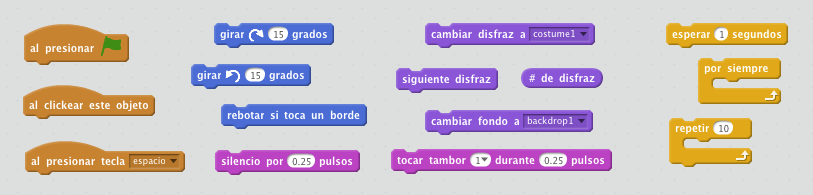 al presionar
al clickear este objeto
al presionar tecla espacio
girar 15 grados
girar 15 grados
rebotar si toca un borde
silencio por 0.25 pulsos
cambiar disfraz a costume1
siguiente disfraz
# de disfraz
cambiar fondo a backdrop1
tocar tambor 1 durante 0.25 pulsos
esperar 1 segundos
por siempre
repetir 10